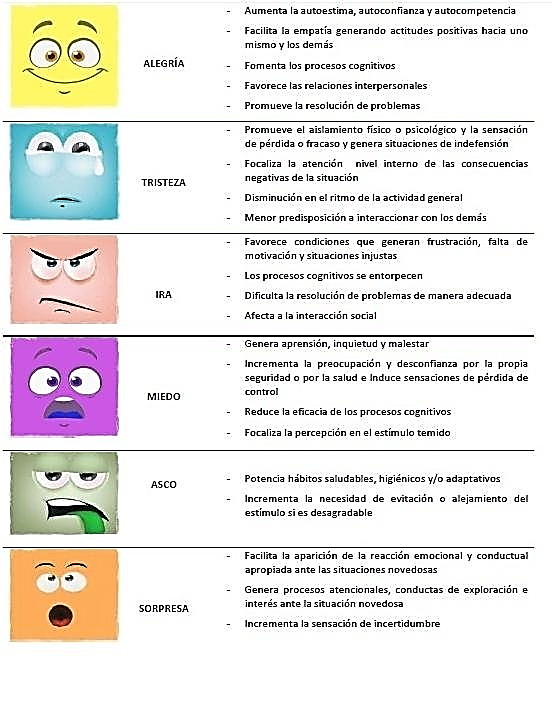 ALEGRÍA
- Aumenta la autoestima, autoconfianza y autocompetencia
- Facilita la empatía generando actitudes positivas hacia uno
mismo y los demás
- Fomenta los procesos cognitivos
- Favorece las relaciones interpersonales
- Promueve la resolución de problemas
TRISTEZA
- Promueve el aislamiento físico o psicológico y la sensación
de pérdida o fracaso y genera situaciones de indefensión
- Focaliza la atención nivel interno de las consecuencias
negativas de la situación
- Disminución en el ritmo de la actividad general
- Menor predisposición a interaccionar con los demás
IRA
- Favorece condiciones que generan frustración, falta de
motivación y situaciones injustas
- Los procesos cognitivos se entorpecen
- Dificulta la resolución de problemas de manera adecuada
- Afecta a la interacción social
MIEDO
- Genera aprensión, inquietud y malestar
- Incrementa la preocupación y desconfianza por la propia
seguridad o por la salud e Induce sensaciones de pérdida de
control
- Reduce la eficacia de los procesos cognitivos
- Focaliza la percepción en el estímulo temido
ASCO
- Potencia hábitos saludables, higiénicos y/o adaptativos
- Incrementa la necesidad de evitación o alejamiento del
estímulo si es desagradable
SORPRESA
- Facilita la aparición de la reacción emocional y conductual
apropiada ante las situaciones novedosas
- Genera procesos atencionales, conductas de exploración e
interés ante la situación novedosa
- Incrementa la sensación de incertidumbre